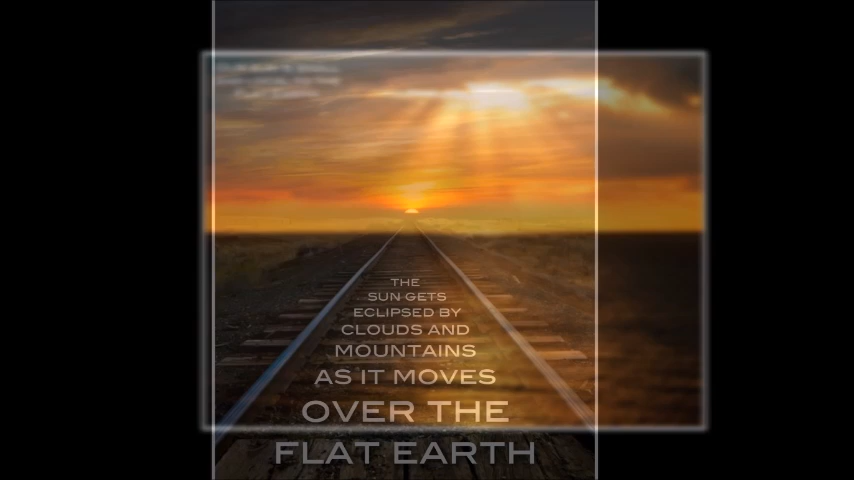 THE
SUN GETS
ECLIPSED BY
CLOUDS AND
MOUNTAINS
AS IT MOVES
OVER THE
FLAT EARTH